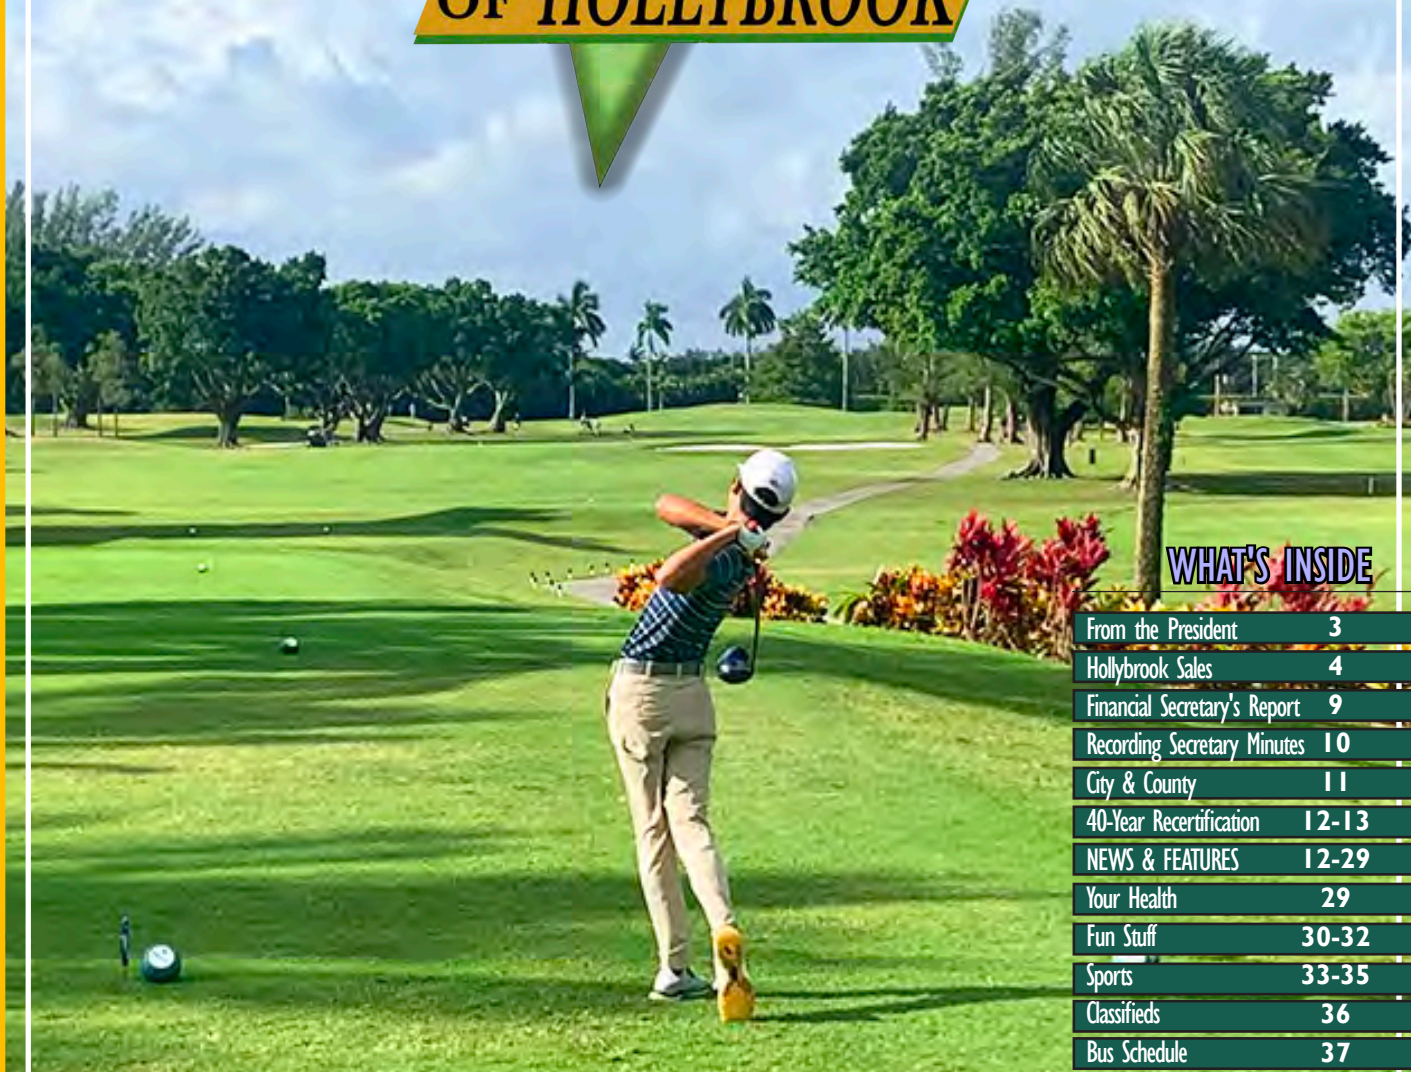 OF HOLLYBROOK
WHAT'S INSIDE
From the President 3
Hollybrook Sales 4
Financial Secretary's Report 9
Recording Secretary Minutes 10
City & County 11
40-Year Recertification 12-13
NEWS & FEATURES 12-29
Your Health 29
Fun Stuff 30-32
Sports 33-35
Classifieds 36
Bus Schedule 37